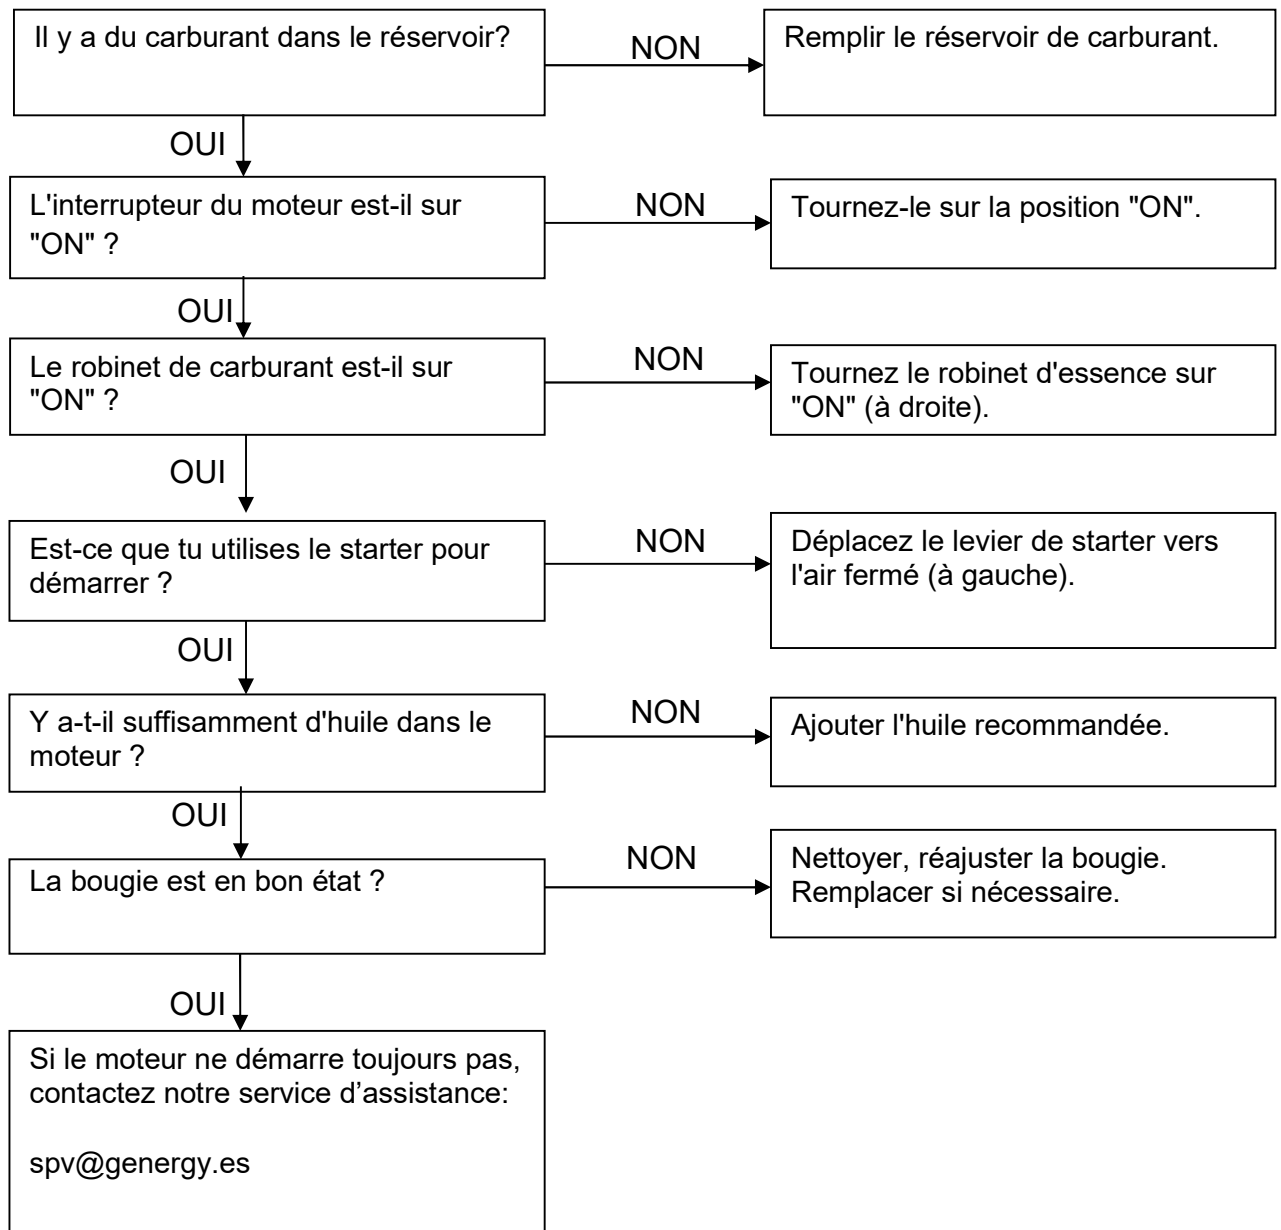 Il y a du carburant dans le réservoir?
NON
Remplir le réservoir de carburant.
OUI
L'interrupteur du moteur est-il sur
"ON" ?
NON
Tournez-le sur la position "ON".
OUI
Le robinet de carburant est-il sur
"ON" ?
NON
Tournez le robinet d'essence sur
"ON" (à droite).
OUI
Est-ce que tu utilises le starter pour
démarrer ?
NON
Déplacez le levier de starter vers
l'air fermé (à gauche).
OUI
Y a-t-il suffisamment d'huile dans le
moteur ?
NON
Ajouter l'huile recommandée.
OUI
La bougie est en bon état ?
NON
Nettoyer, réajuster la bougie.
Remplacer si nécessaire.
OUI
Si le moteur ne démarre toujours pas,
contactez notre service d’assistance:
spv@genergy.es